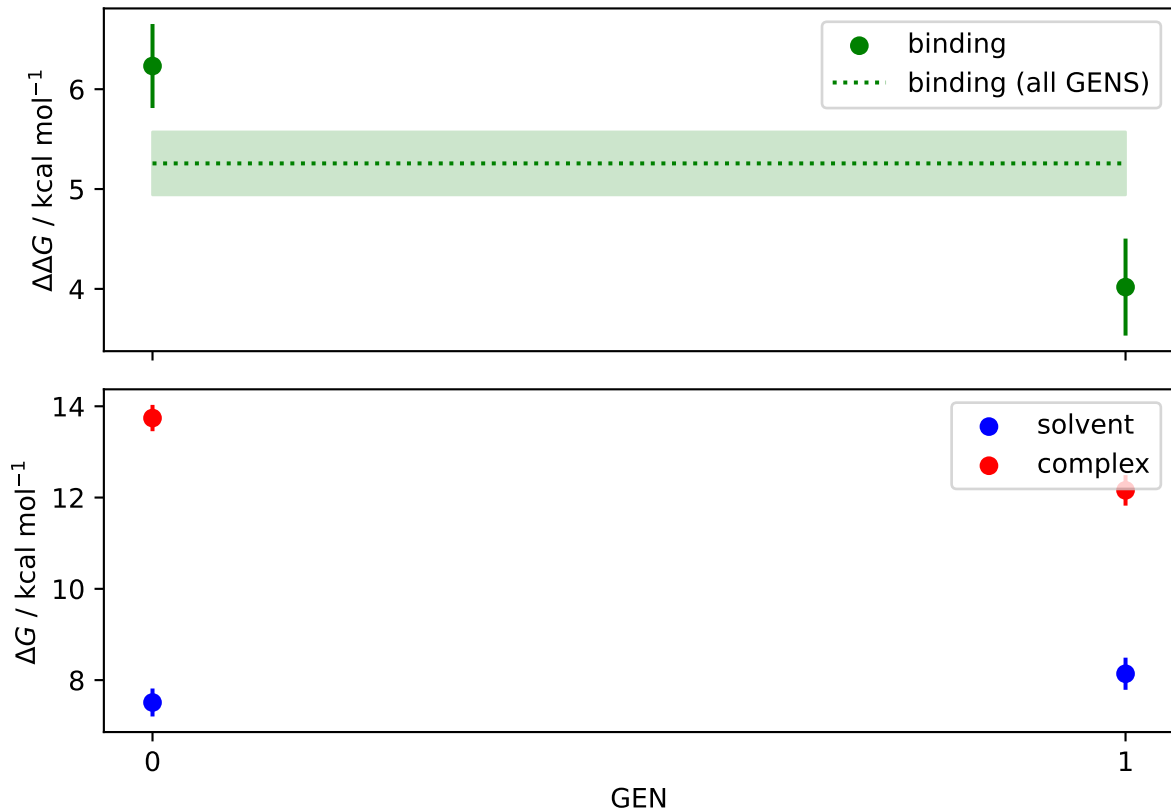 6
5
4
ΔΔG / kcal mol⁻¹
binding
binding (all GENS)
14
12
10
8
ΔG / kcal mol⁻¹
solvent
complex
0
1
GEN